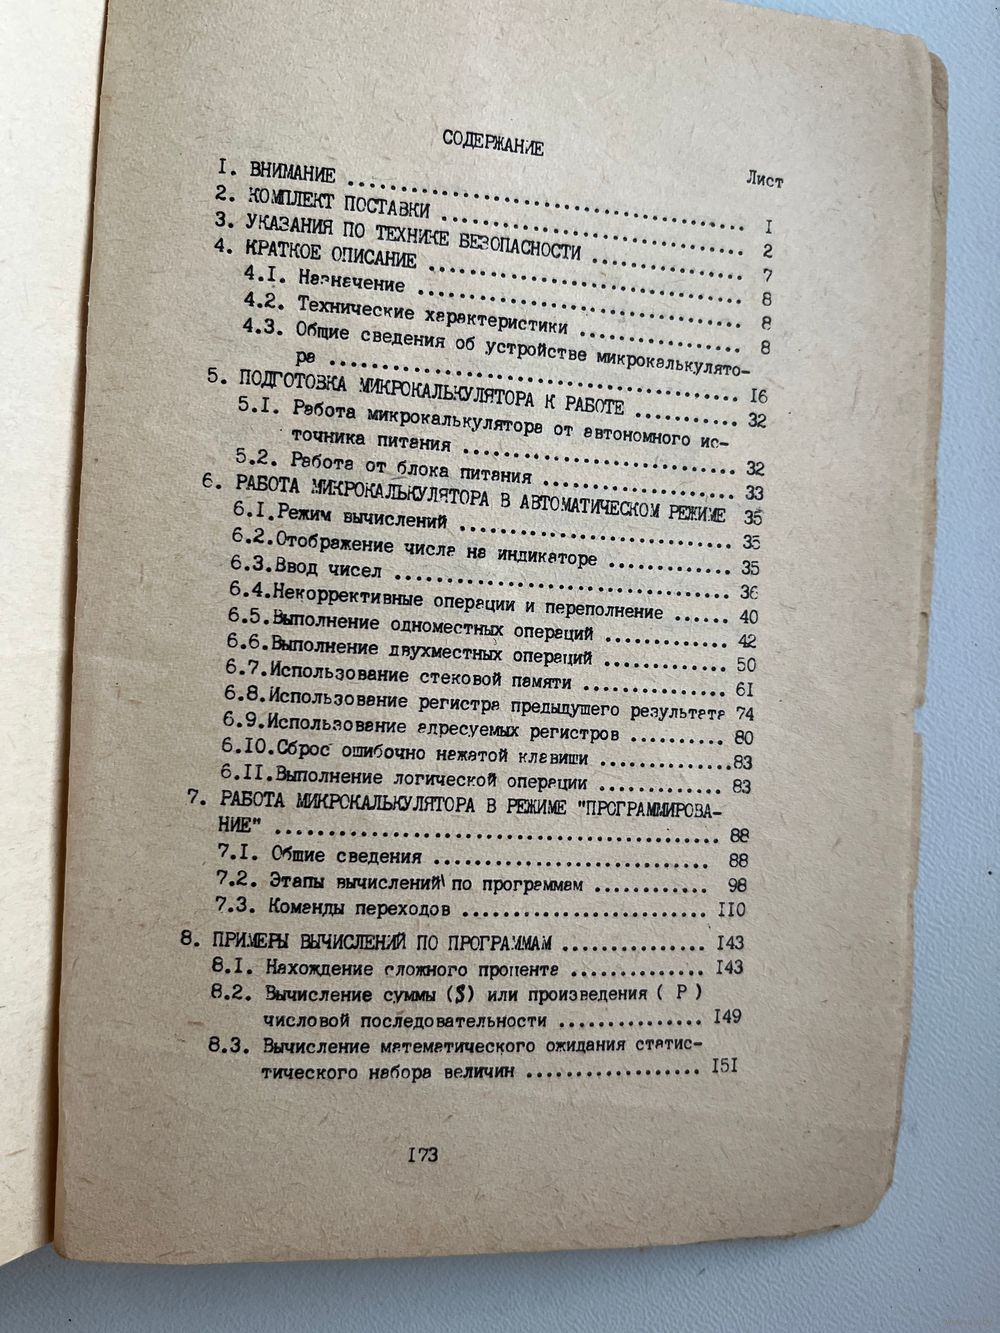 СОДЕРЖАНИЕ
Лист
I. ВНИМАНИЕ ........................................ I
2. КОМПЛЕКТ ПОСТАВКИ .............................. 2
3. УКАЗАНИЯ ПО ТЕХНИКЕ БЕЗОПАСНОСТИ ............... 7
4. КРАТКОЕ ОПИСАНИЕ ............................... 8
4.I. Назначение ................................. 8
4.2. Технические характеристики ................ 8
4.3. Общие сведения об устройстве микрокалькулято-
ра ....................................... I6
5. ПОДГОТОВКА МИКРОКАЛЬКУЛЯТОРА К РАБОТЕ ........... 32
5.I. Работа микрокалькулятора от автономного ис-
точника питания ........................... 32
5.2. Работа от блока питания ................... 33
6. РАБОТА МИКРОКАЛЬКУЛЯТОРА В АВТОМАТИЧЕСКОМ РЕЖИМЕ 35
6.I.Режим вычислений ........................... 35
6.2.Отображение числа на индикаторе ............. 35
6.3.Ввод чисел ................................. 36
6.4.Некоррективные операции и переполнение ...... 40
6.5.Выполнение одноместных операций ............. 42
6.6.Выполнение двухместных операций ............. 50
6.7.Использование стековой памяти ............... 6I
6.8.Использование регистра предыдущего результата 74
6.9.Использование адресуемых регистров .......... 80
6.I0.Сброс ошибочно нажатой клавиши .............83
6.II.Выполнение логической операции ............. 83
7. РАБОТА МИКРОКАЛЬКУЛЯТОРА В РЕЖИМЕ "ПРОГРАММИРОВА-
НИЕ" ........................................... 88
7.I. Общие сведения ............................ 88
7.2. Этапы вычислений по программам ............ 98
7.3. Команды переходов ......................... II0
8. ПРИМЕРЫ ВЫЧИСЛЕНИЙ ПО ПРОГРАММАМ ............... I43
8.I. Нахождение сложного процента .............. I43
8.2. Вычисление суммы (S) или произведения ( P )
числовой последовательности ............... I49
8.3. Вычисление математического ожидания статис-
тического набора величин .................. I5I
I73